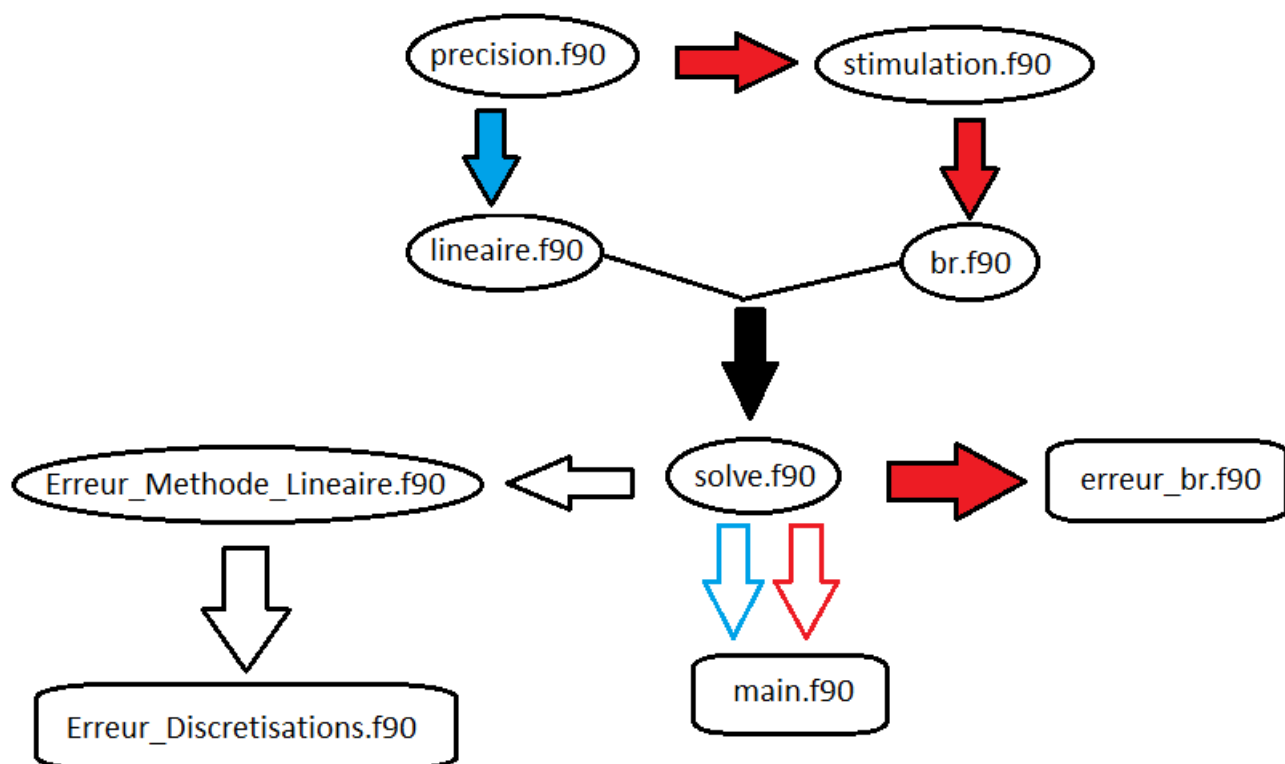 precision.f90
stimulation.f90
lineaire.f90
br.f90
Erreur_Methode_Lineaire.f90
solve.f90
erreur_br.f90
main.f90
Erreur_Discretisations.f90